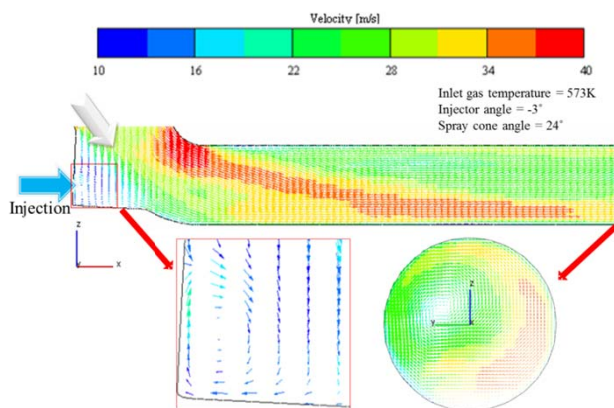 Velocity [m/s]
10 16 22 28 34 40
Inlet gas temperature = 573K
Injector angle = -3˚
Spray cone angle = 24˚
Injection
z
Y x
z
y x